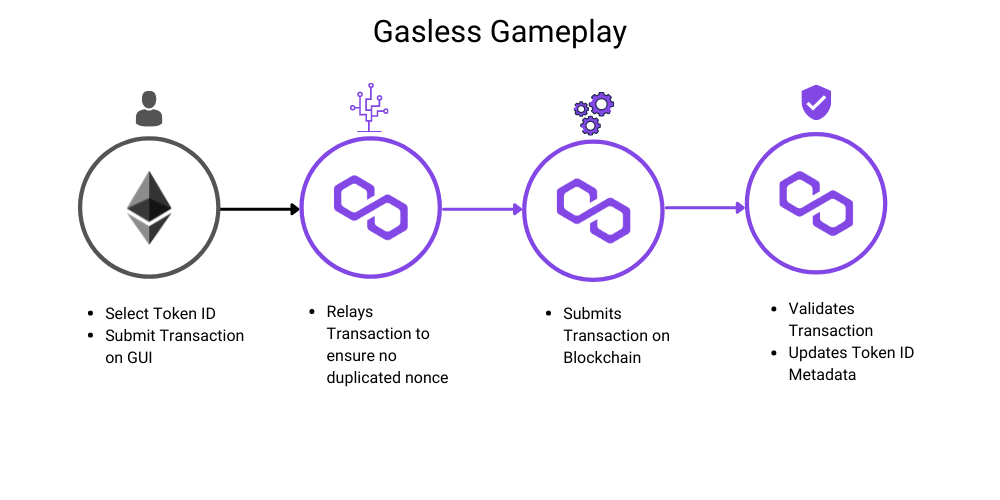 Gasless Gameplay
• Select Token ID
• Submit Transaction
on GUI
• Relays
Transaction to
ensure no
duplicated nonce
• Submits
Transaction on
Blockchain
• Validates
Transaction
• Updates Token ID
Metadata